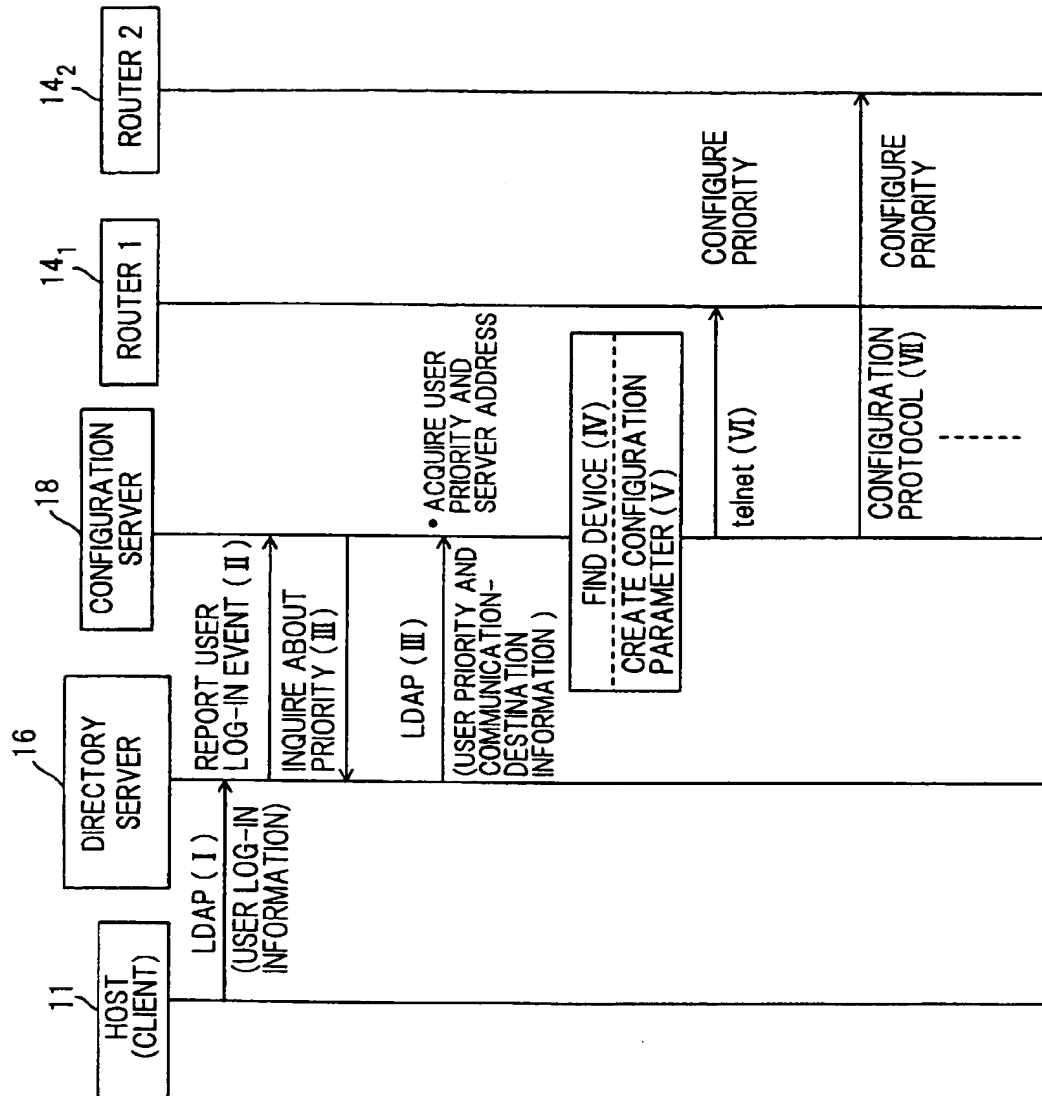 11
HOST
(CLIENT)
16
DIRECTORY
SERVER
18
CONFIGURATION
SERVER
14₁
ROUTER 1
14₂
ROUTER 2
LDAP (Ⅰ)
(USER LOG-IN
INFORMATION)
REPORT USER
LOG-IN EVENT (Ⅱ)
INQUIRE ABOUT
PRIORITY (Ⅲ)
LDAP (Ⅲ)
(USER PRIORITY AND
COMMUNICATION-
DESTINATION
INFORMATION )
• ACQUIRE USER
PRIORITY AND
SERVER ADDRESS
FIND DEVICE (Ⅳ)
CREATE CONFIGURATION
PARAMETER (Ⅴ)
telnet (Ⅵ)
CONFIGURE
PRIORITY
CONFIGURATION
PROTOCOL (Ⅶ)
CONFIGURE
PRIORITY